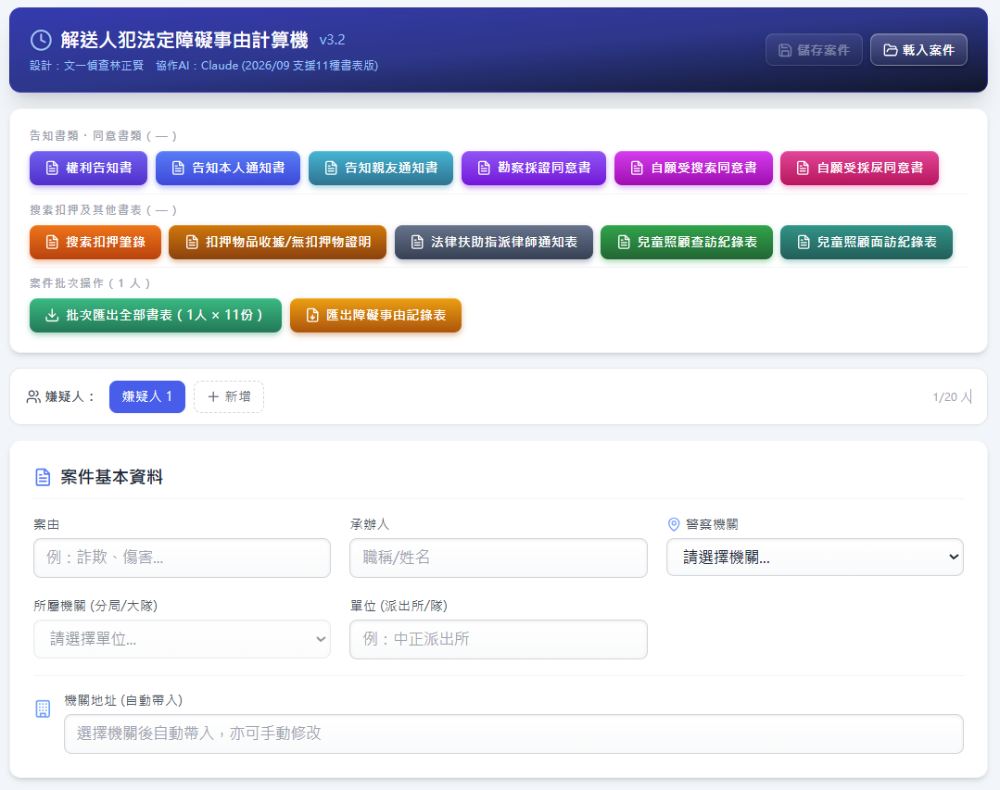 解送人犯法定障礙事由計算機 v3.2
設計：文一偵查林正賢 協作AI：Claude (2026/09 支援11種書表版)
儲存案件 載入案件
告知書類・同意書類 ( — )
權利告知書 告知本人通知書 告知親友通知書 勘察採證同意書 自願受搜索同意書 自願受採尿同意書
搜索扣押及其他書表 ( — )
搜索扣押筆錄 扣押物品收據/無扣押物證明 法律扶助指派律師通知表 兒童照顧查訪紀錄表 兒童照顧面訪紀錄表
案件批次操作 ( 1 人 )
批次匯出全部書表 ( 1人 × 11份 ) 匯出障礙事由記錄表
嫌疑人： 嫌疑人 1 新增 1/20 人
案件基本資料
案由 承辦人 警察機關
例：詐欺、傷害... 職稱/姓名 請選擇機關...
所屬機關 (分局/大隊) 單位 (派出所/隊)
請選擇單位... 例：中正派出所
機關地址 (自動帶入)
選擇機關後自動帶入，亦可手動修改